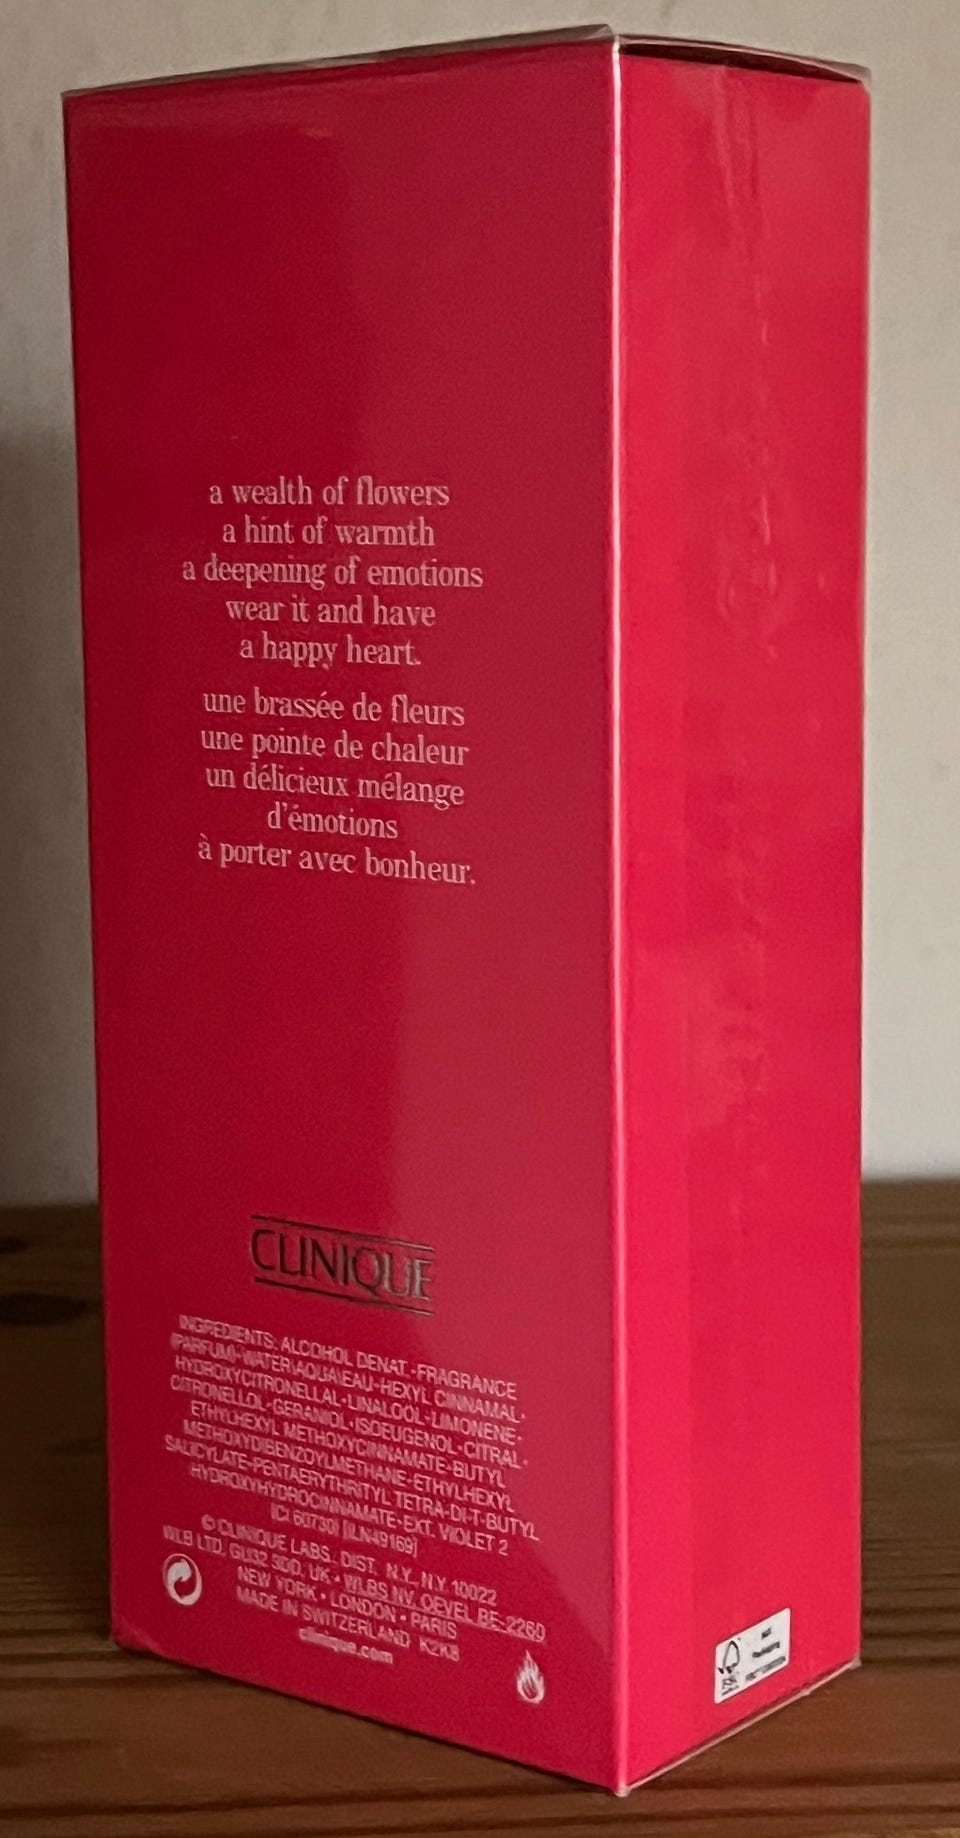 a wealth of flowers
a hint of warmth
a deepening of emotions
wear it and have
a happy heart.
une brassée de fleurs
une pointe de chaleur
un délicieux mélange
d'émotions
à porter avec bonheur.
CLINIQUE
INGREDIENTS: ALCOHOL DENAT.•FRAGRANCE
(PARFUM)•WATER\AQUA\EAU•HEXYL CINNAMAL•
HYDROXYCITRONELLAL•LINALOOL•LIMONENE•
CITRONELLOL•GERANIOL•ISOEUGENOL•CITRAL•
ETHYLHEXYL METHOXYCINNAMATE•BUTYL
METHOXYDIBENZOYLMETHANE•ETHYLHEXYL
SALICYLATE•PENTAERYTHRITYL TETRA-DI-T-BUTYL
HYDROXYHYDROCINNAMATE•EXT. VIOLET 2
(CI 60730) [ILN49169]
© CLINIQUE LABS., DIST. N.Y., N.Y. 10022
WLB LTD. GU32 3DD, UK • WLBS NV. OEVEL BE-2260
NEW YORK • LONDON • PARIS
MADE IN SWITZERLAND K2K8
clinique.com
FSC